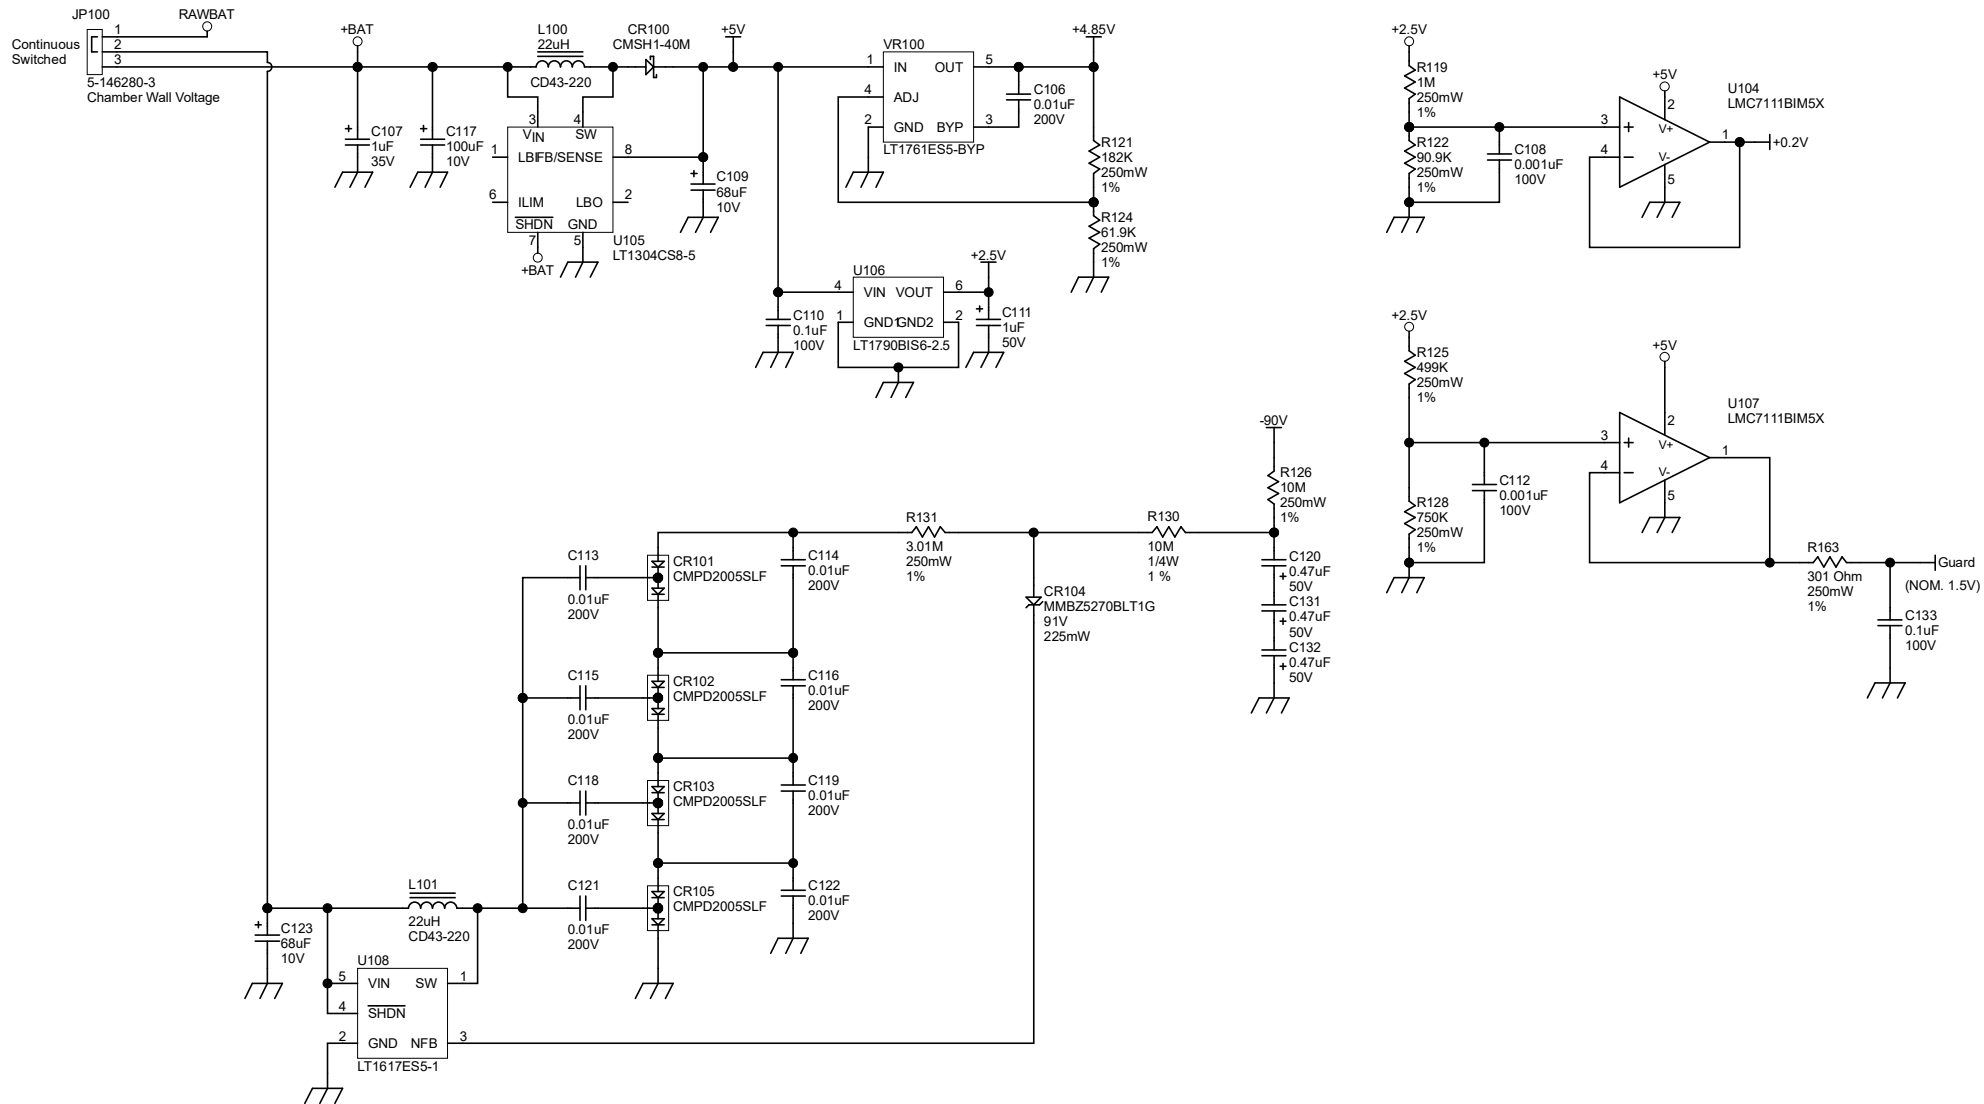 JP100
Continuous
Switched
1
2
3
5-146280-3
Chamber Wall Voltage
RAWBAT
+BAT
C107
1uF
35V
+
C117
100uF
10V
+
L100
22uH
CD43-220
CR100
CMSH1-40M
3
4
VIN
SW
1
LBI
FB/SENSE
8
6
ILIM
LBO
2
SHDN
GND
7
5
U105
LT1304CS8-5
+BAT
+
C109
68uF
10V
+5V
VR100
1
IN
OUT
5
4
ADJ
2
GND
BYP
3
LT1761ES5-BYP
C106
0.01uF
200V
+4.85V
R121
182K
250mW
1%
R124
61.9K
250mW
1%
U106
4
VIN
VOUT
6
1
GND1
GND2
2
LT1790BIS6-2.5
C110
0.1uF
100V
+2.5V
+
C111
1uF
50V
+2.5V
R119
1M
250mW
1%
R122
90.9K
250mW
1%
C108
0.001uF
100V
+5V
2
V+
3
+
4
−
V-
5
1
U104
LMC7111BIM5X
+0.2V
+2.5V
R125
499K
250mW
1%
R128
750K
250mW
1%
C112
0.001uF
100V
+5V
2
V+
3
+
4
−
V-
5
1
U107
LMC7111BIM5X
R163
301 Ohm
250mW
1%
Guard
(NOM. 1.5V)
C133
0.1uF
100V
-90V
R126
10M
250mW
1%
R131
3.01M
250mW
1%
R130
10M
1/4W
1 %
C120
0.47uF
+
50V
C131
0.47uF
+
50V
C132
0.47uF
+
50V
CR104
MMBZ5270BLT1G
91V
225mW
C113
0.01uF
200V
CR101
CMPD2005SLF
C114
0.01uF
200V
C115
0.01uF
200V
CR102
CMPD2005SLF
C116
0.01uF
200V
C118
0.01uF
200V
CR103
CMPD2005SLF
C119
0.01uF
200V
C121
0.01uF
200V
CR105
CMPD2005SLF
C122
0.01uF
200V
L101
22uH
CD43-220
+
C123
68uF
10V
U108
5
VIN
SW
1
4
SHDN
2
GND
NFB
3
LT1617ES5-1